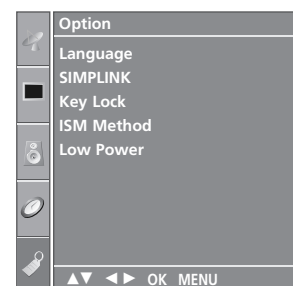 Option
Language
SIMPLINK
Key Lock
ISM Method
Low Power
▲▼ ◄► OK MENU